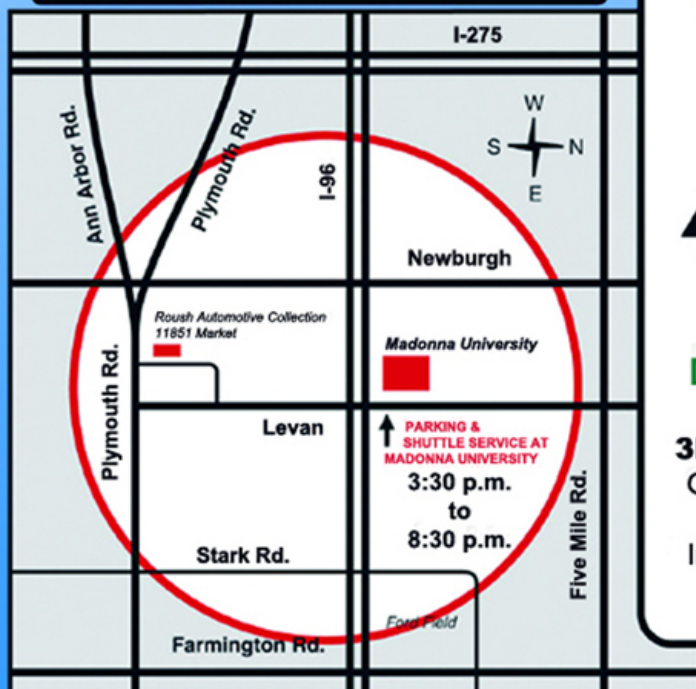 I-275
W
S
N
E
Ann Arbor Rd.
Plymouth Rd.
I-96
Newburgh
Roush Automotive Collection
11851 Market
Madonna University
Plymouth Rd.
Levan
PARKING &
SHUTTLE SERVICE AT
MADONNA UNIVERSITY
3:30 p.m.
to
8:30 p.m.
Five Mile Rd.
Stark Rd.
Ford Field
Farmington Rd.